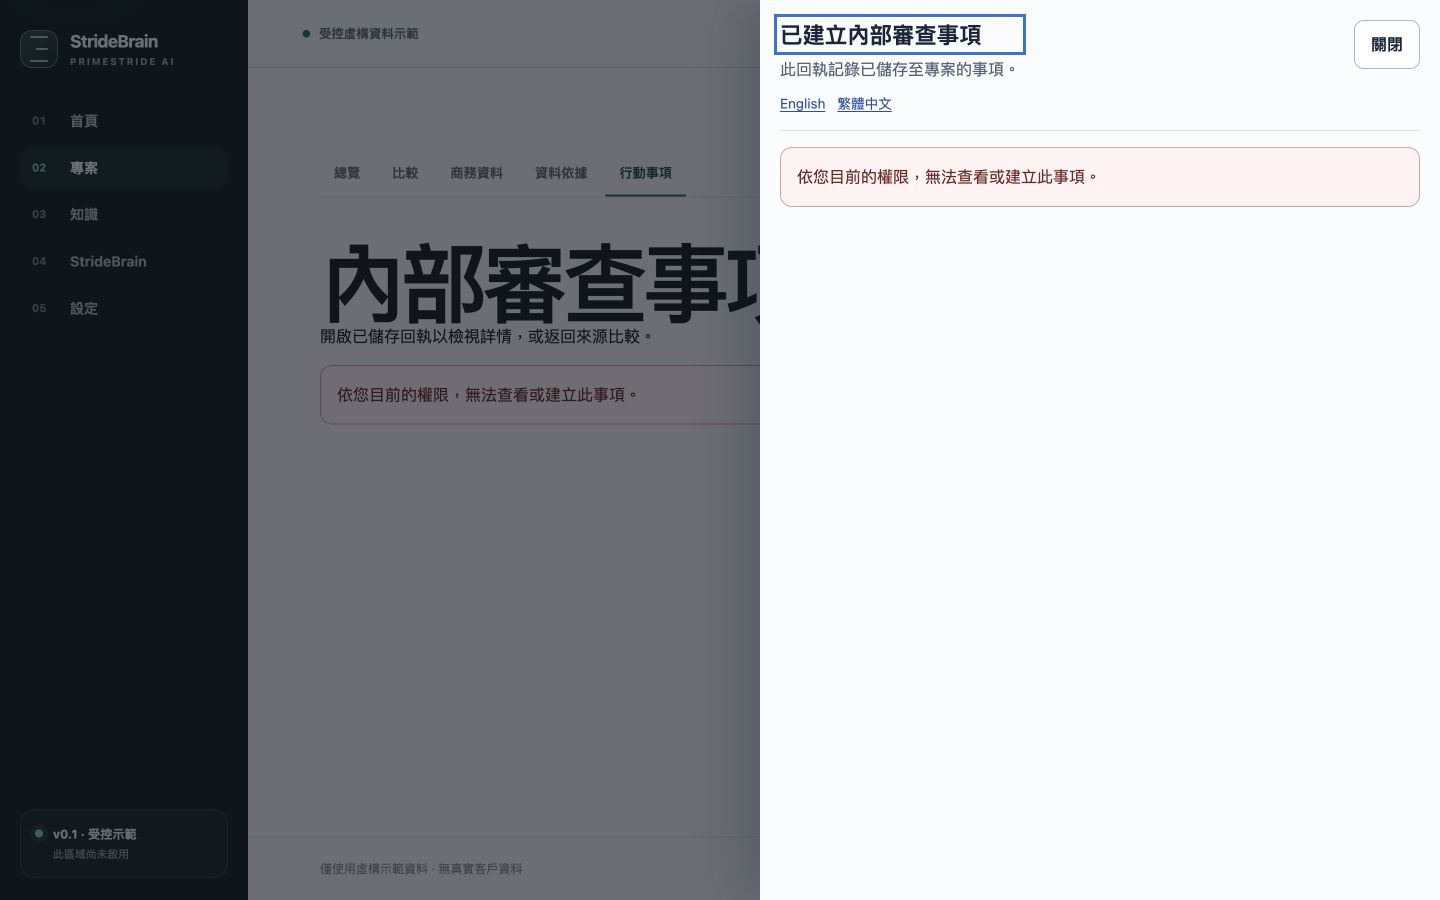 StrideBrain
PRIMESTRIDE AI
01 首頁
02 專案
03 知識
04 StrideBrain
05 設定
v0.1 · 受控示範
此區域尚未啟用
受控虛構資料示範
總覽 比較 商務資料 資料依據 行動事項
內部審查事
開啟已儲存回執以檢視詳情，或返回來源比較。
依您目前的權限，無法查看或建立此事項。
僅使用虛構示範資料 · 無真實客戶資料
已建立內部審查事項
關閉
此回執記錄已儲存至專案的事項。
English 繁體中文
依您目前的權限，無法查看或建立此事項。